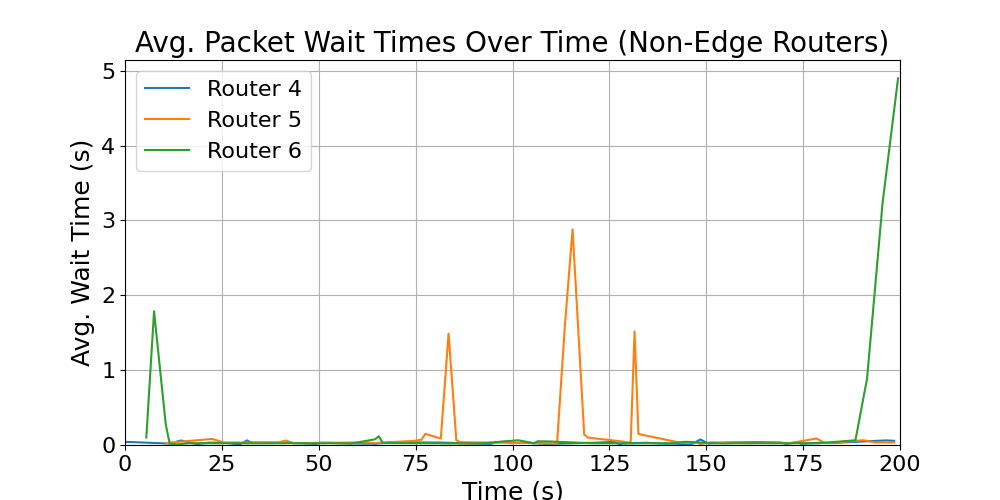 Avg. Packet Wait Times Over Time (Non-Edge Routers)
Avg. Wait Time (s)
5
4
3
2
1
0
Router 4
Router 5
Router 6
0 25 50 75 100 125 150 175 200
Time (s)